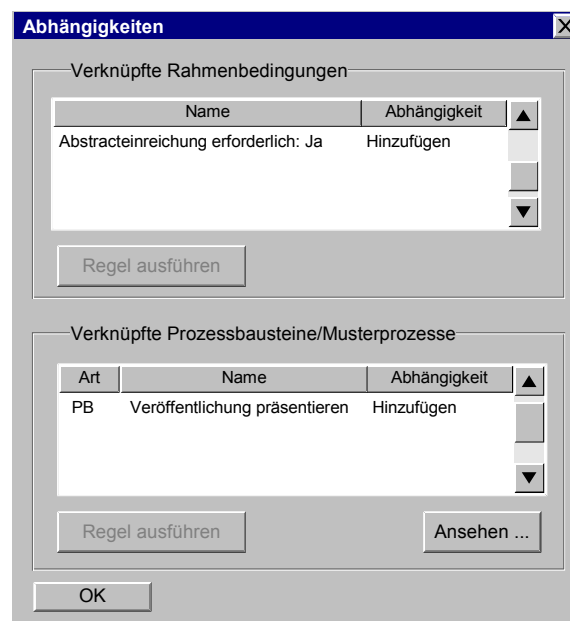 Abhängigkeiten
Verknüpfte Rahmenbedingungen
Name Abhängigkeit
Abstracteinreichung erforderlich: Ja Hinzufügen
Regel ausführen
Verknüpfte Prozessbausteine/Musterprozesse
Art Name Abhängigkeit
PB Veröffentlichung präsentieren Hinzufügen
Regel ausführen Ansehen ...
OK